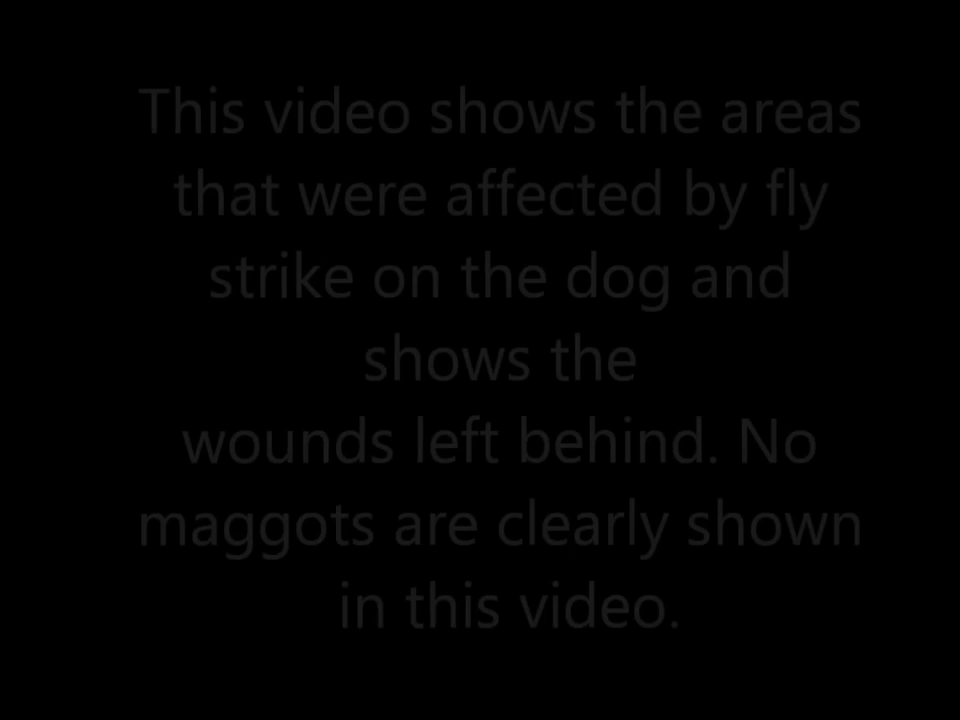 This video shows the areas
that were affected by fly
strike on the dog and
shows the
wounds left behind. No
maggots are clearly shown
in this video.